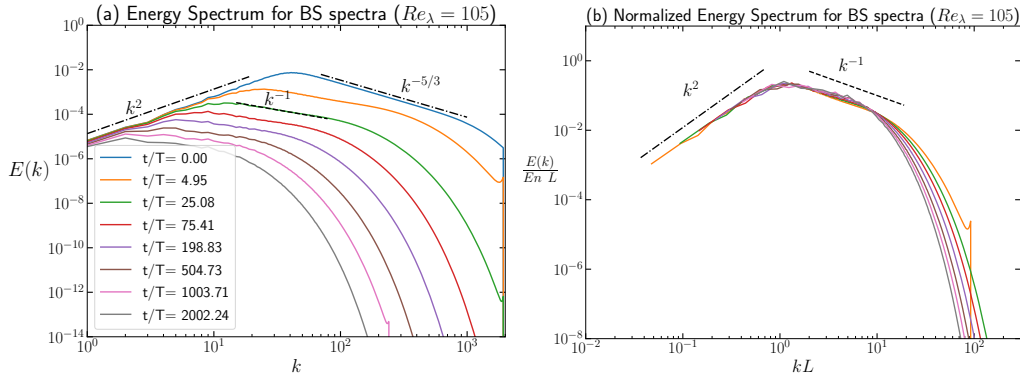 (a) Energy Spectrum for BS spectra (Re_λ = 105)
10^0
10^{-2}
10^{-4}
10^{-6}
10^{-8}
10^{-10}
10^{-12}
10^{-14}
E(k)
k^2
k^{-1}
k^{-5/3}
t/T= 0.00
t/T= 4.95
t/T= 25.08
t/T= 75.41
t/T= 198.83
t/T= 504.73
t/T= 1003.71
t/T= 2002.24
10^0
10^1
10^2
10^3
k
(b) Normalized Energy Spectrum for BS spectra (Re_λ = 105)
10^0
10^{-2}
10^{-4}
10^{-6}
10^{-8}
E(k)
En L
k^2
k^{-1}
10^{-2}
10^{-1}
10^0
10^1
10^2
kL